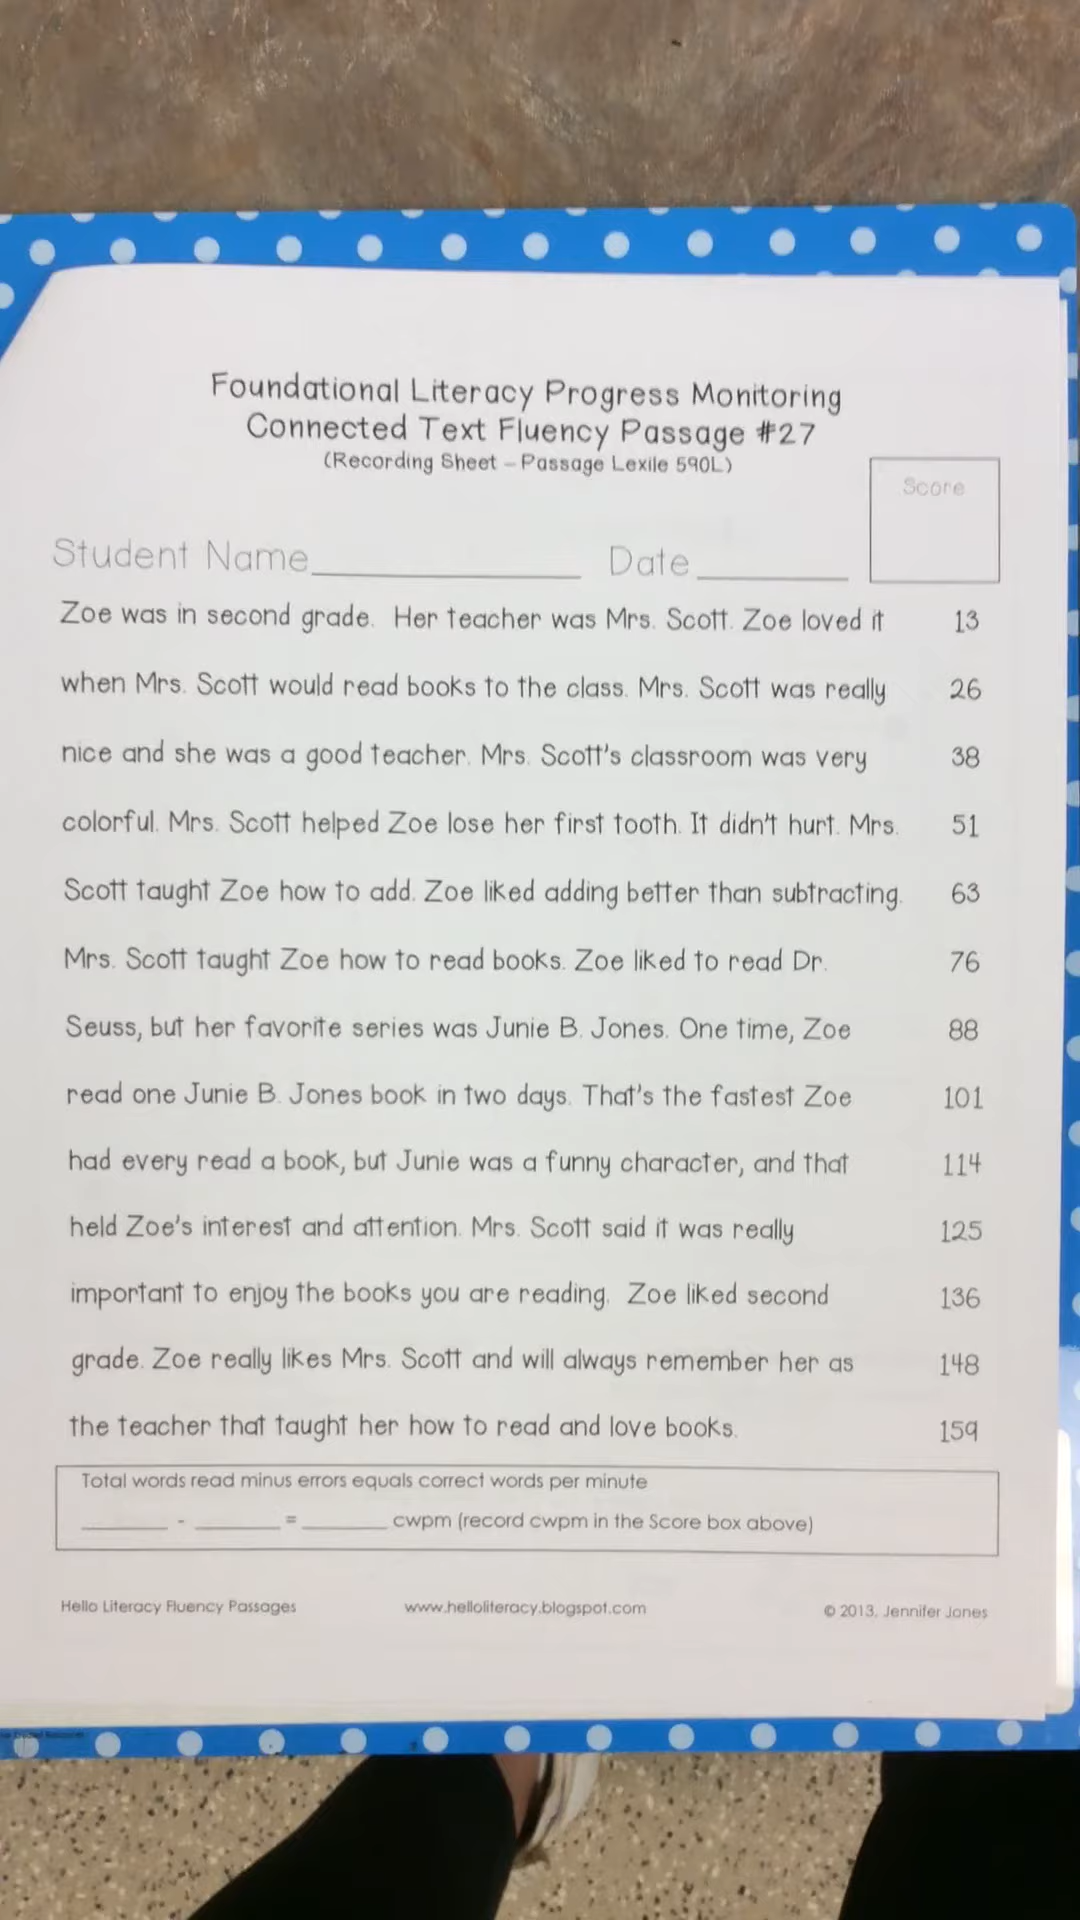 Foundational Literacy Progress Monitoring
Connected Text Fluency Passage #27
(Recording Sheet – Passage Lexile 590L)
Score
Student Name____________ Date________
Zoe was in second grade. Her teacher was Mrs. Scott. Zoe loved it 13
when Mrs. Scott would read books to the class. Mrs. Scott was really 26
nice and she was a good teacher. Mrs. Scott's classroom was very 38
colorful. Mrs. Scott helped Zoe lose her first tooth. It didn't hurt. Mrs. 51
Scott taught Zoe how to add. Zoe liked adding better than subtracting. 63
Mrs. Scott taught Zoe how to read books. Zoe liked to read Dr. 76
Seuss, but her favorite series was Junie B. Jones. One time, Zoe 88
read one Junie B. Jones book in two days. That's the fastest Zoe 101
had every read a book, but Junie was a funny character, and that 114
held Zoe's interest and attention. Mrs. Scott said it was really 125
important to enjoy the books you are reading. Zoe liked second 136
grade. Zoe really likes Mrs. Scott and will always remember her as 148
the teacher that taught her how to read and love books. 159
Total words read minus errors equals correct words per minute
________ - ________ = ________ cwpm (record cwpm in the Score box above)
Hello Literacy Fluency Passages www.helloliteracy.blogspot.com © 2013, Jennifer Jones